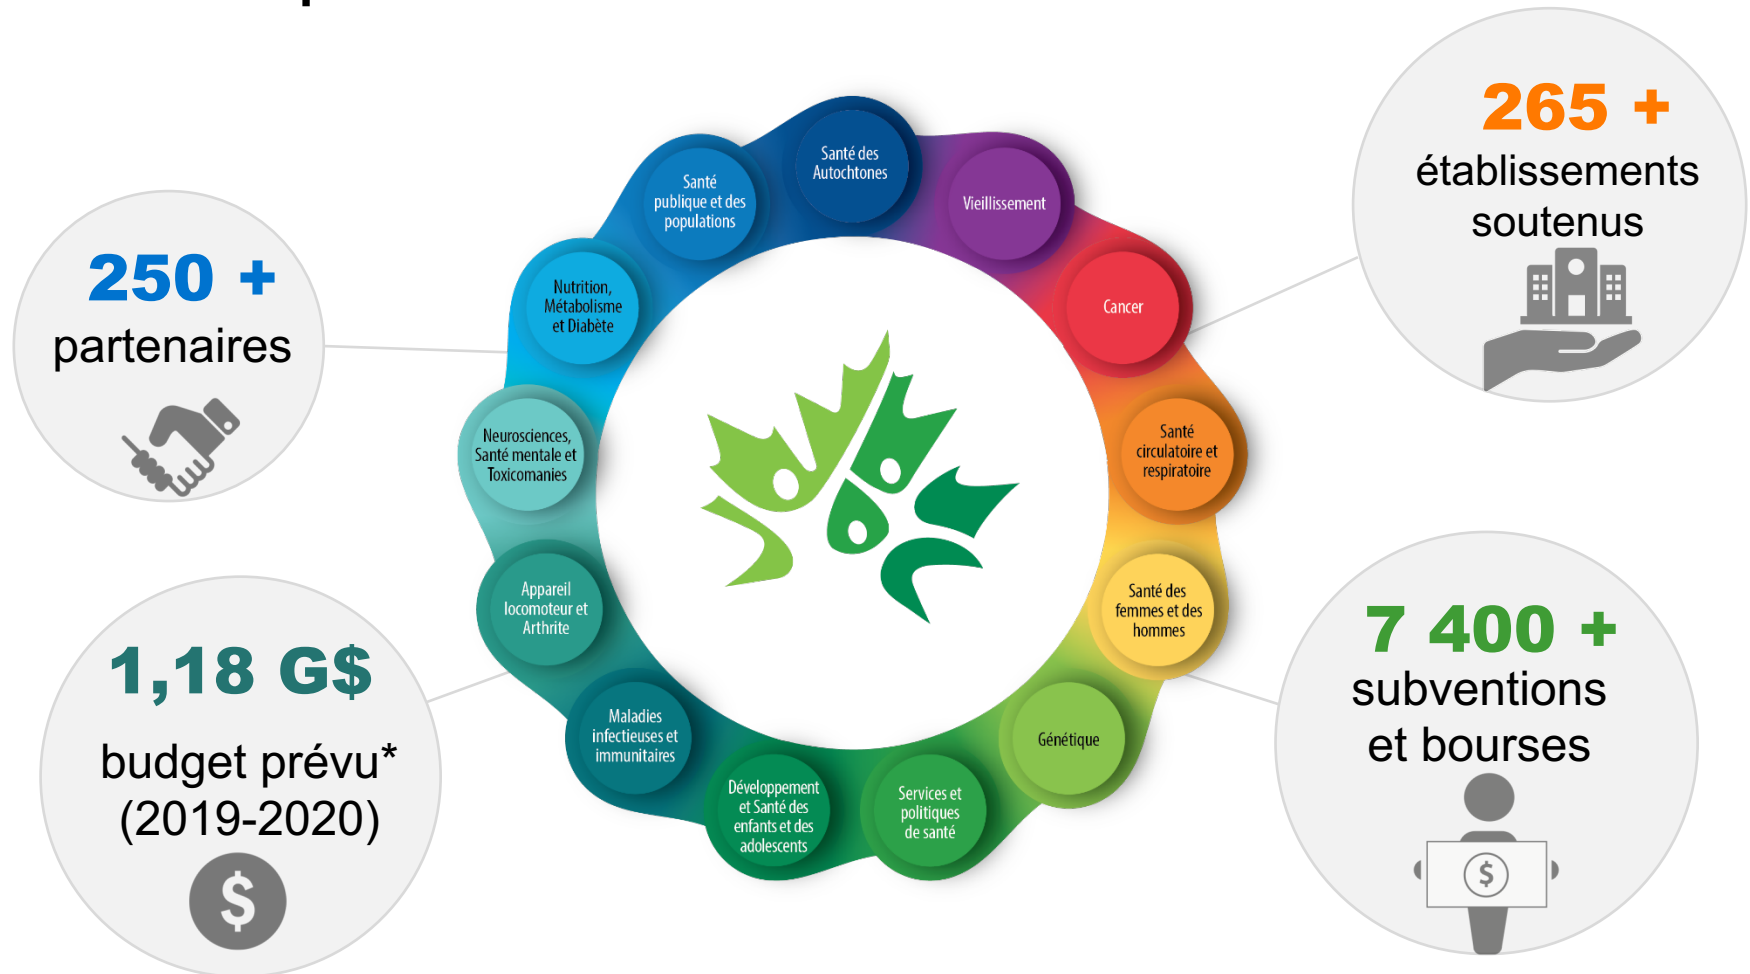 250 +
partenaires
1,18 G$
budget prévu*
(2019-2020)
$
Santé des
Autochtones
Vieillissement
Cancer
Santé
circulatoire et
respiratoire
Santé des
femmes et des
hommes
Génétique
Services et
politiques
de santé
Développement
et Santé des
enfants et des
adolescents
Maladies
infectieuses et
immunitaires
Appareil
locomoteur et
Arthrite
Neurosciences,
Santé mentale et
Toxicomanies
Nutrition,
Métabolisme
et Diabète
Santé
publique et des
populations
265 +
établissements
soutenus
7 400 +
subventions
et bourses
$